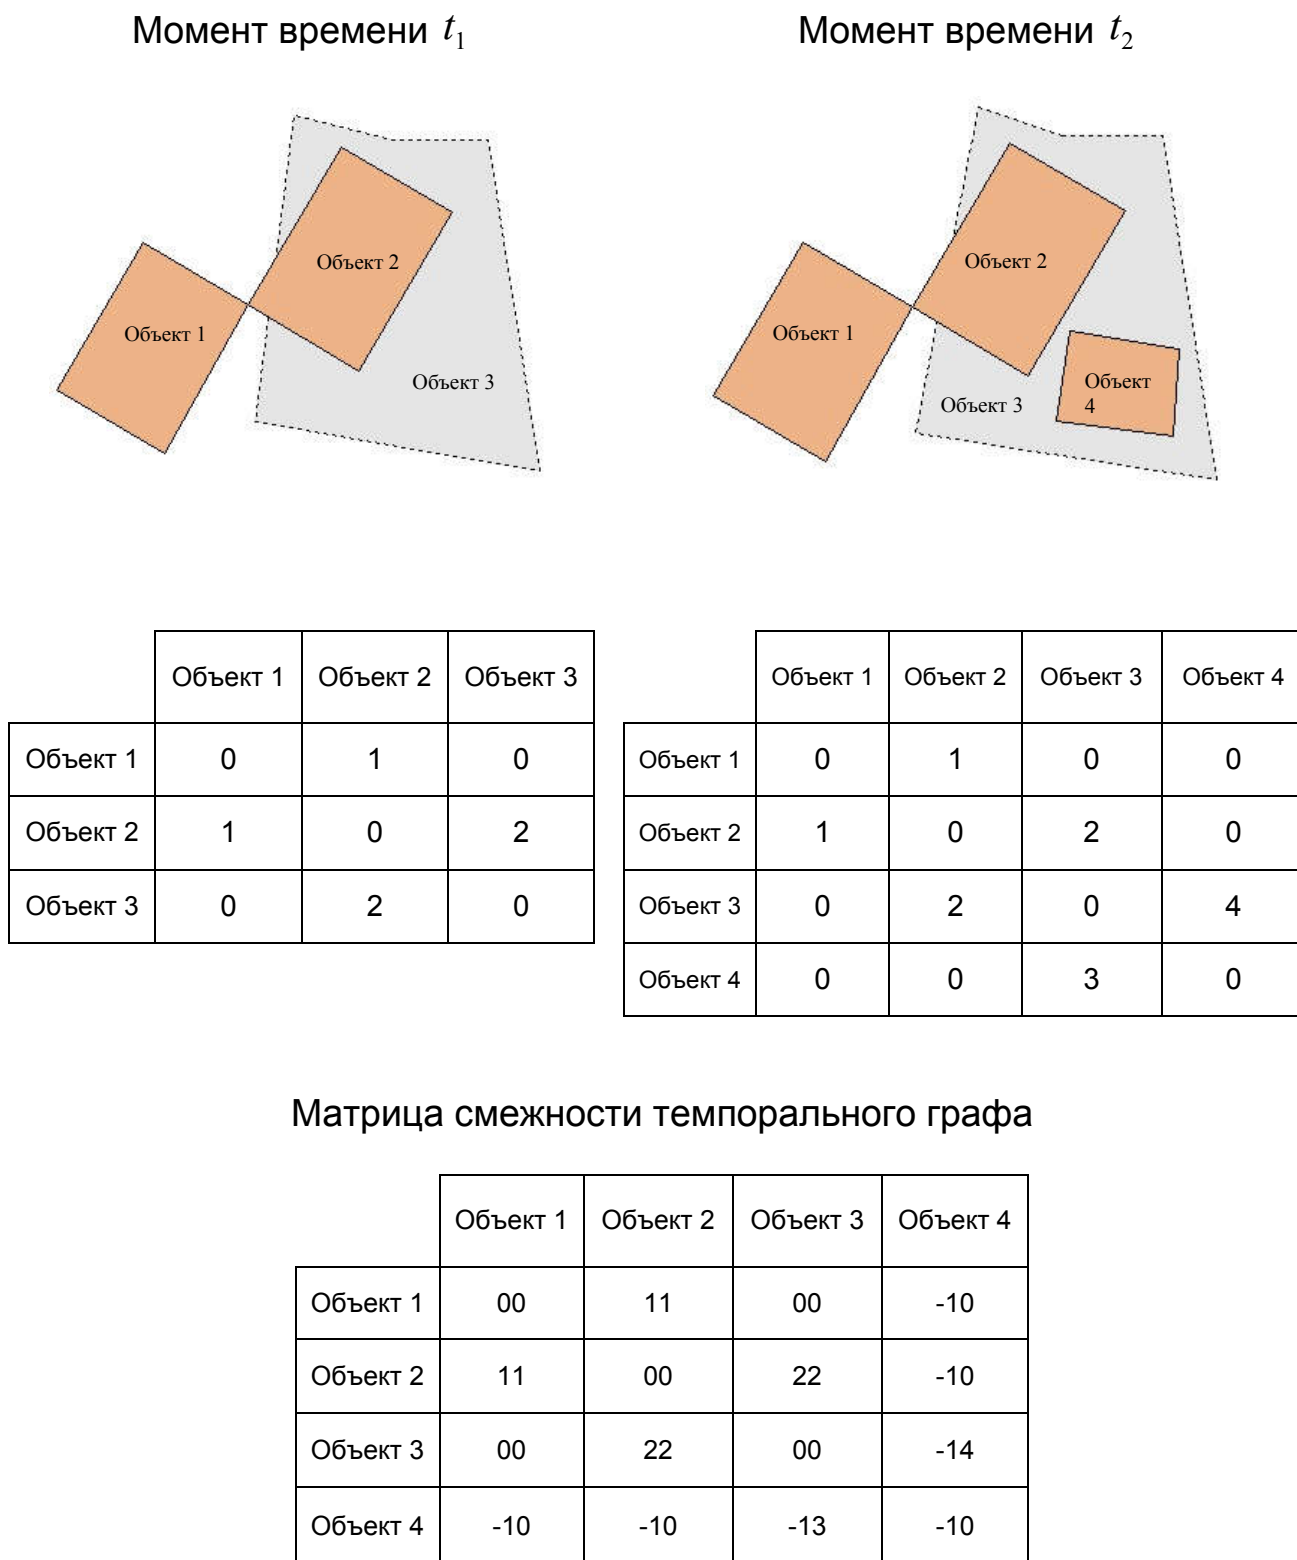 Момент времени t₁
Момент времени t₂
Объект 2
Объект 1
Объект 3
Объект 2
Объект 1
Объект 3
Объект
4
Объект 1 Объект 2 Объект 3
Объект 1 0 1 0
Объект 2 1 0 2
Объект 3 0 2 0
Объект 1 Объект 2 Объект 3 Объект 4
Объект 1 0 1 0 0
Объект 2 1 0 2 0
Объект 3 0 2 0 4
Объект 4 0 0 3 0
Матрица смежности темпорального графа
Объект 1 Объект 2 Объект 3 Объект 4
Объект 1 00 11 00 -10
Объект 2 11 00 22 -10
Объект 3 00 22 00 -14
Объект 4 -10 -10 -13 -10